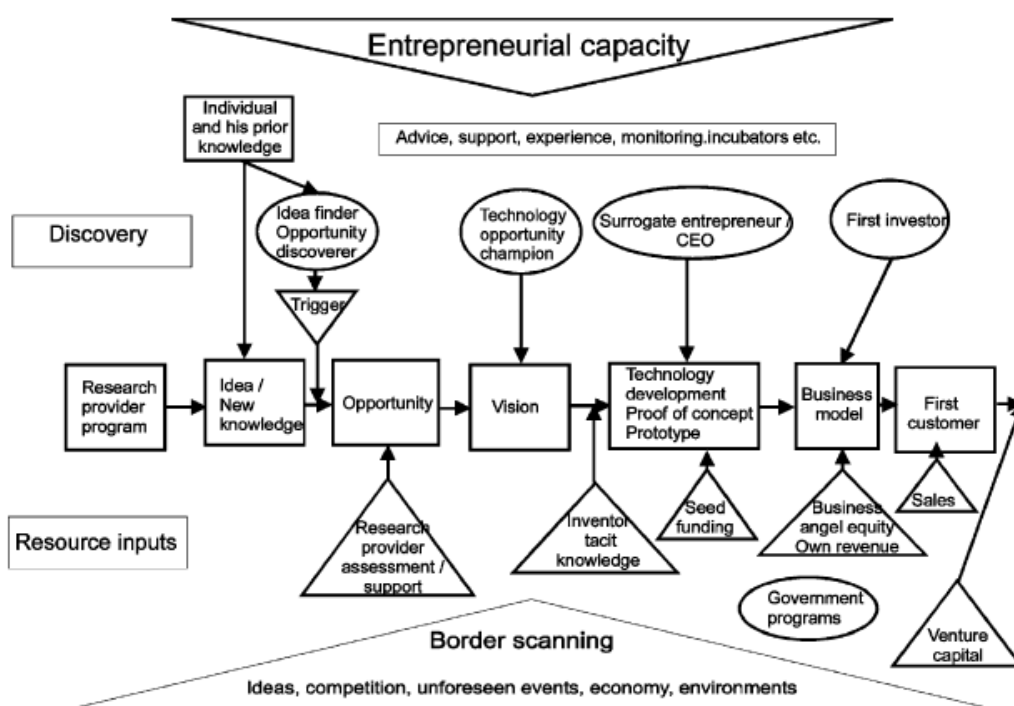 Entrepreneurial capacity
Individual
and his prior
knowledge
Advice, support, experience, monitoring.incubators etc.
Discovery
Idea finder
Opportunity
discoverer
Technology
opportunity
champion
Surrogate entrepreneur /
CEO
First investor
Trigger
Research
provider
program
Idea /
New
knowledge
Opportunity
Vision
Technology
development
Proof of concept
Prototype
Business
model
First
customer
Resource inputs
Research
provider
assessment /
support
Inventor
tacit
knowledge
Seed
funding
Business
angel equity
Own revenue
Sales
Government
programs
Venture
capital
Border scanning
Ideas, competition, unforeseen events, economy, environments